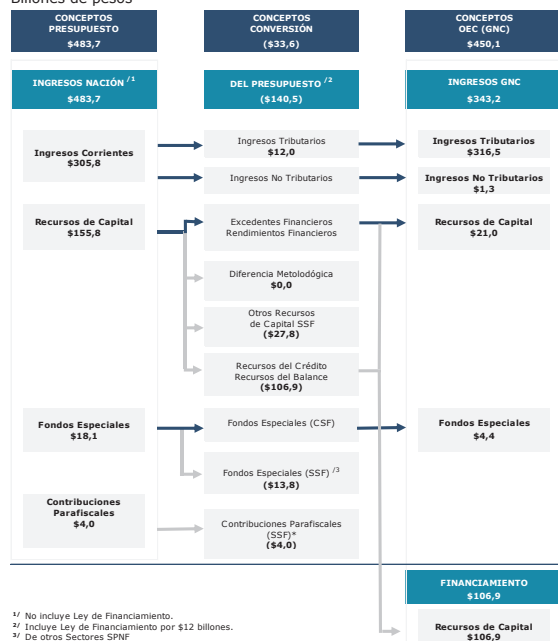 Billones de pesos
CONCEPTOS
PRESUPUESTO
$483,7
CONCEPTOS
CONVERSIÓN
($33,6)
CONCEPTOS
OEC (GNC)
$450,1
INGRESOS NACIÓN /1
$483,7
DEL PRESUPUESTO /2
($140,5)
INGRESOS GNC
$343,2
Ingresos Corrientes
$305,8
Ingresos Tributarios
$12,0
Ingresos Tributarios
$316,5
Ingresos No Tributarios
Ingresos No Tributarios
$1,3
Recursos de Capital
$155,8
Excedentes Financieros
Rendimientos Financieros
Recursos de Capital
$21,0
Diferencia Metolodógica
$0,0
Otros Recursos
de Capital SSF
($27,8)
Recursos del Crédito
Recursos del Balance
($106,9)
Fondos Especiales
$18,1
Fondos Especiales (CSF)
Fondos Especiales
$4,4
Fondos Especiales (SSF) /3
($13,8)
Contribuciones
Parafiscales
$4,0
Contribuciones Parafiscales
(SSF)*
($4,0)
FINANCIAMIENTO
$106,9
Recursos de Capital
$106,9
1/ No incluye Ley de Financiamiento.
2/ Incluye Ley de Financiamiento por $12 billones.
3/ De otros Sectores SPNF